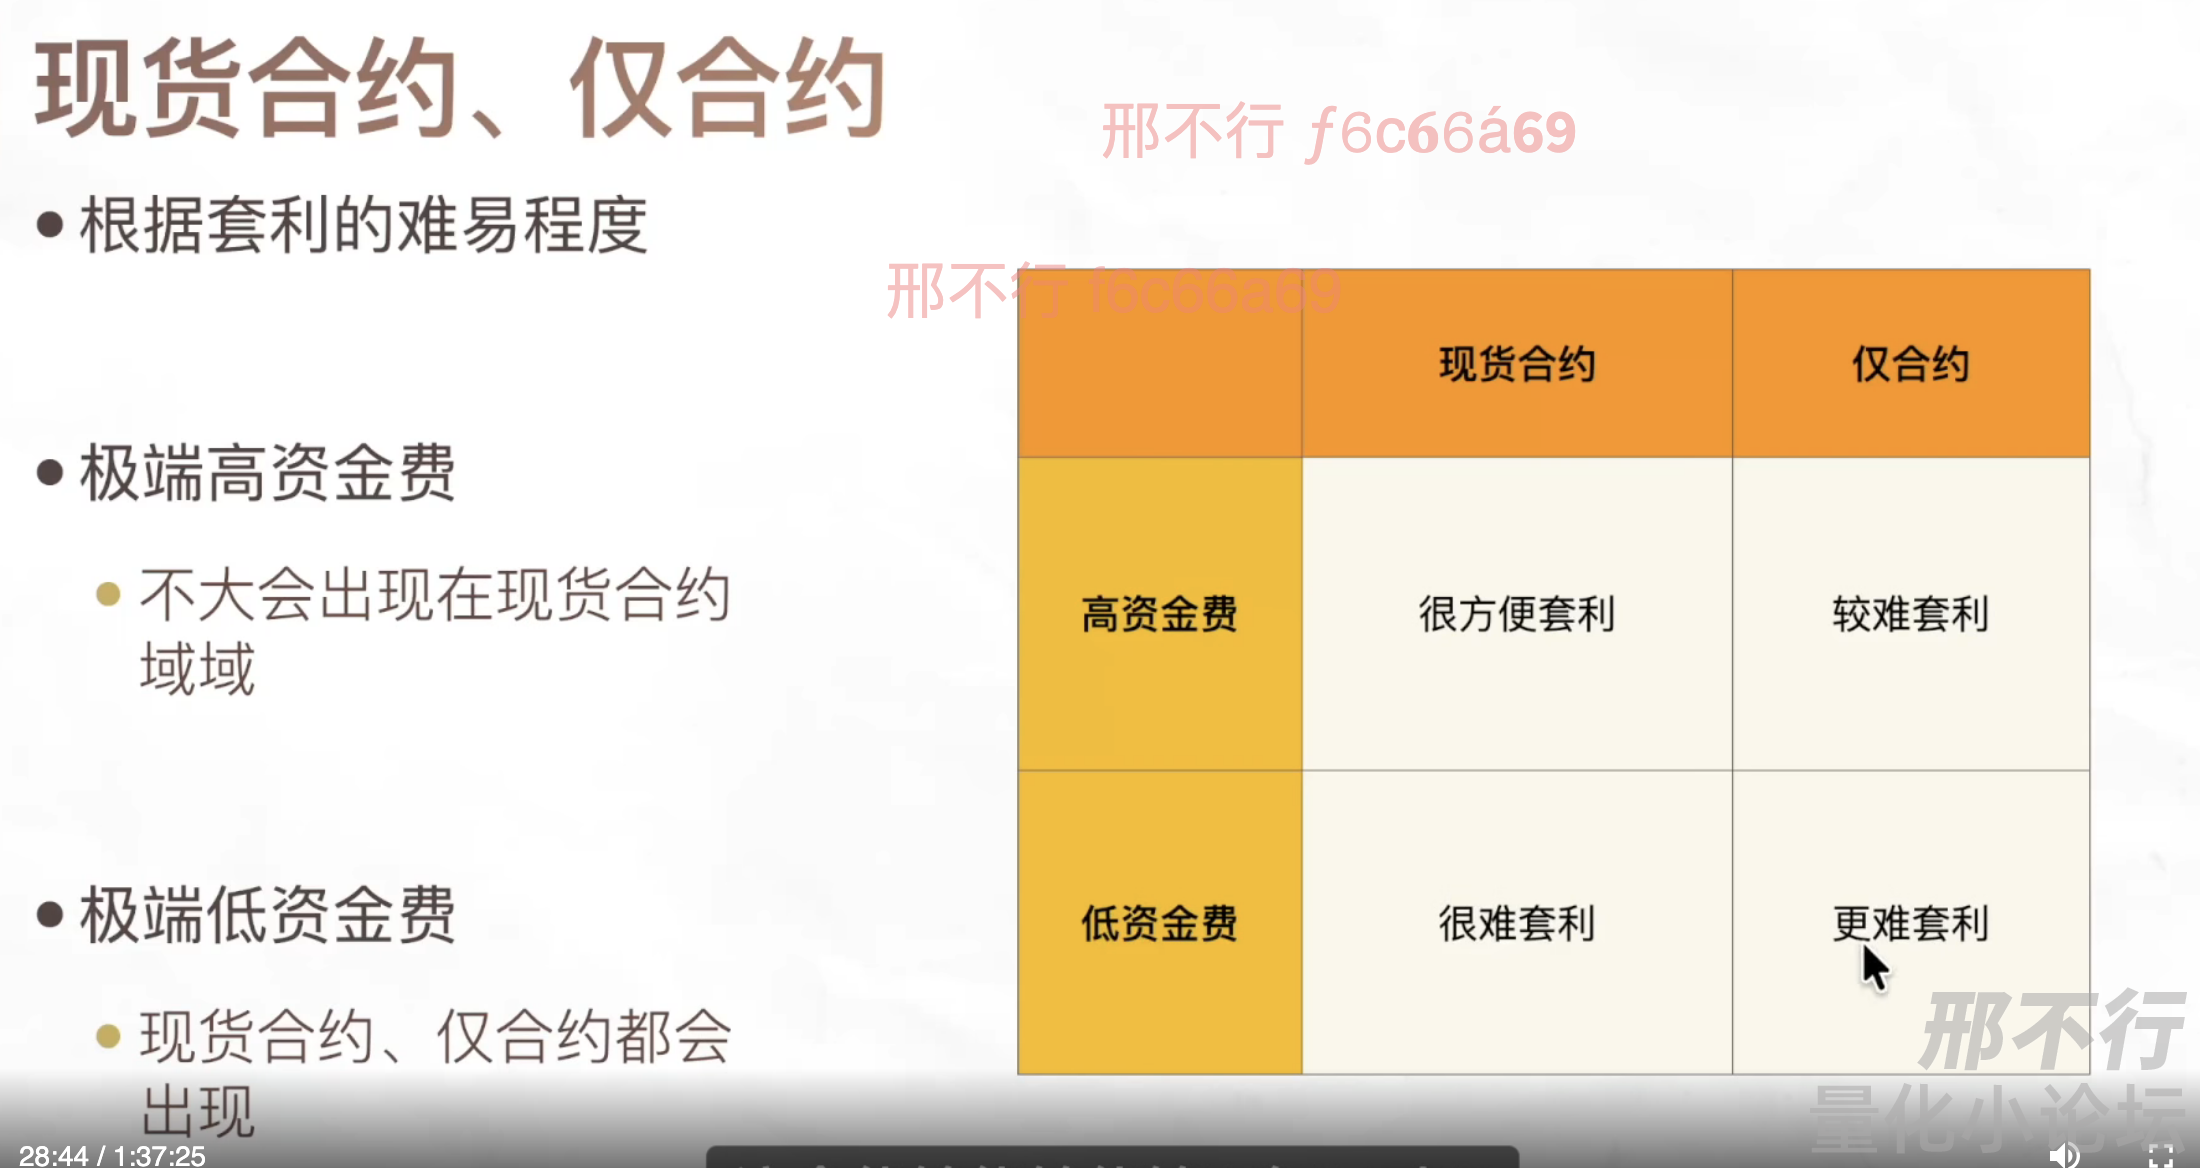 现货合约、仅合约
邢不行 ƒ6c66á69
根据套利的难易程度
邢不行 f6c66a69
现货合约 仅合约
极端高资金费
不大会出现在现货合约
域域
高资金费 很方便套利 较难套利
极端低资金费
低资金费 很难套利 更难套利
现货合约、仅合约都会
出现
邢不行
量化小论坛
28:44 / 1:37:25